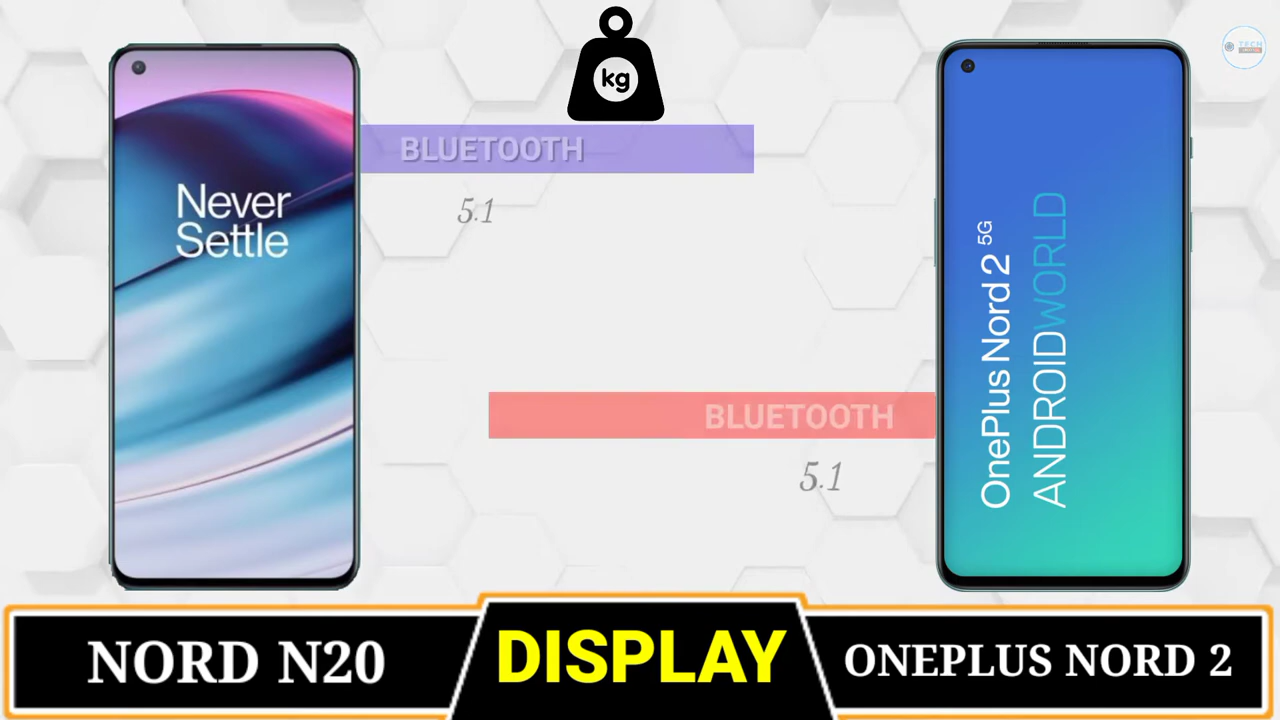 kg
TECH
BLUETOOTH
5.1
Never
Settle
BLUETOOTH
5.1
OnePlus Nord 2 5G
ANDROIDWORLD
NORD N20
DISPLAY
ONEPLUS NORD 2